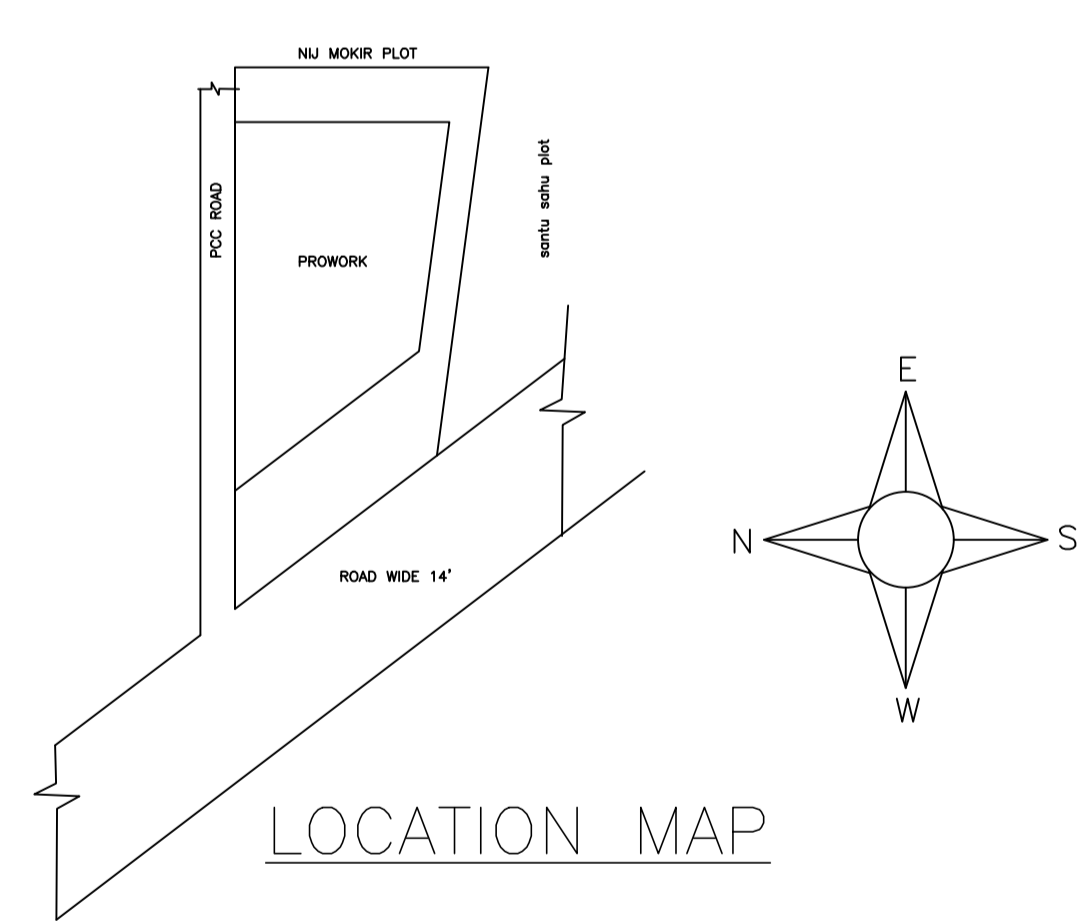 NIJ MOKIR PLOT
PCC ROAD
santu sahu plot
PROWORK
ROAD WIDE 14'
E
N
S
W
LOCATION MAP